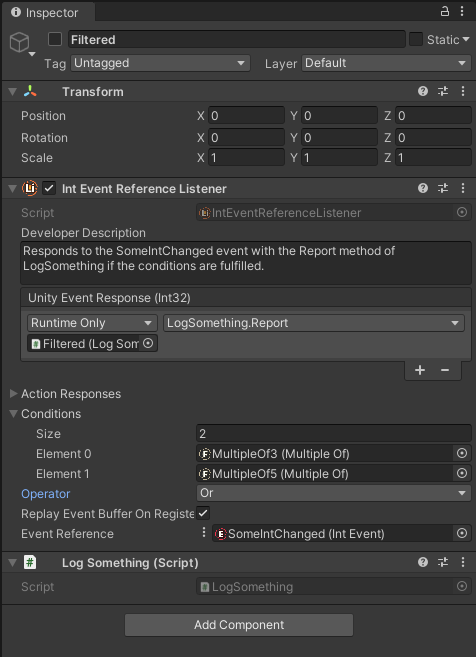 Inspector
Filtered
Static
Tag Untagged Layer Default
Transform
Position X 0 Y 0 Z 0
Rotation X 0 Y 0 Z 0
Scale X 1 Y 1 Z 1
Li Int Event Reference Listener
Script Li IntEventReferenceListener
Developer Description
Responds to the SomeIntChanged event with the Report method of
LogSomething if the conditions are fulfilled.
Unity Event Response (Int32)
Runtime Only LogSomething.Report
# Filtered (Log Som
+ −
Action Responses
Conditions
Size 2
Element 0 F MultipleOf3 (Multiple Of)
Element 1 F MultipleOf5 (Multiple Of)
Operator Or
Replay Event Buffer On Registe
Event Reference E SomeIntChanged (Int Event)
# Log Something (Script)
Script # LogSomething
Add Component